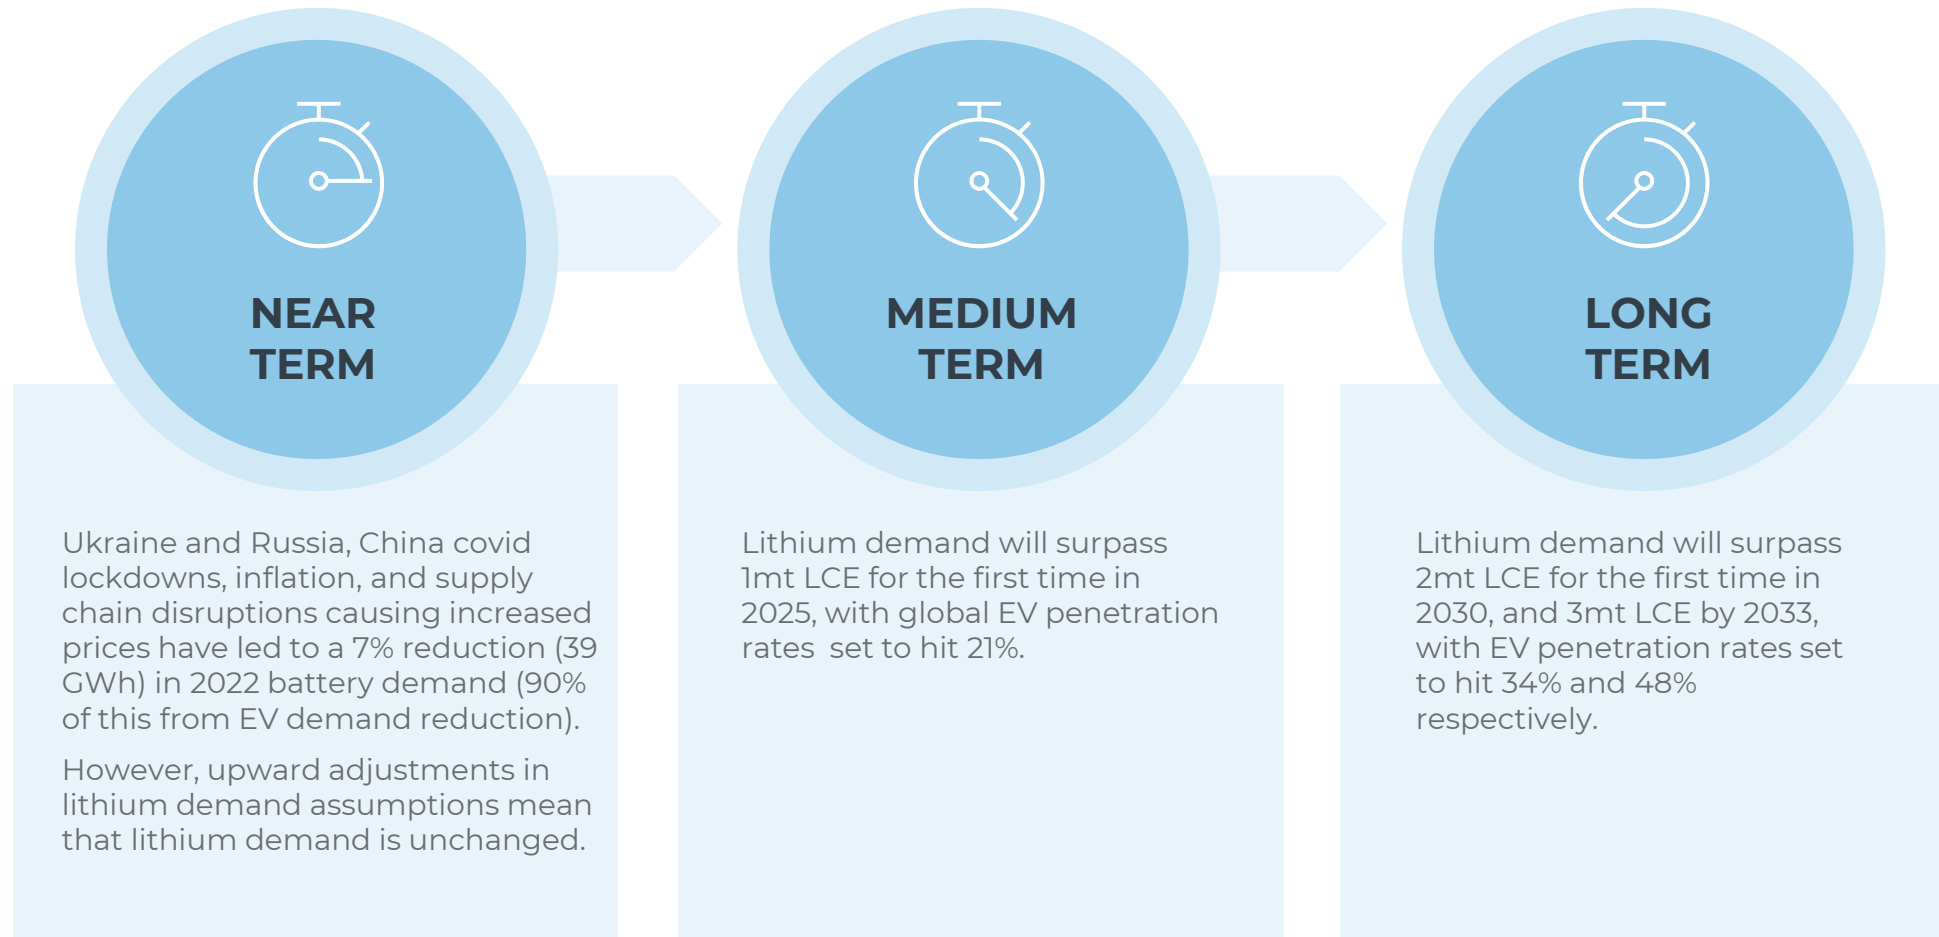 NEAR
TERM
Ukraine and Russia, China covid
lockdowns, inflation, and supply
chain disruptions causing increased
prices have led to a 7% reduction (39
GWh) in 2022 battery demand (90%
of this from EV demand reduction).
However, upward adjustments in
lithium demand assumptions mean
that lithium demand is unchanged.
MEDIUM
TERM
Lithium demand will surpass
1mt LCE for the first time in
2025, with global EV penetration
rates  set to hit 21%.
LONG
TERM
Lithium demand will surpass
2mt LCE for the first time in
2030, and 3mt LCE by 2033,
with EV penetration rates set
to hit 34% and 48%
respectively.